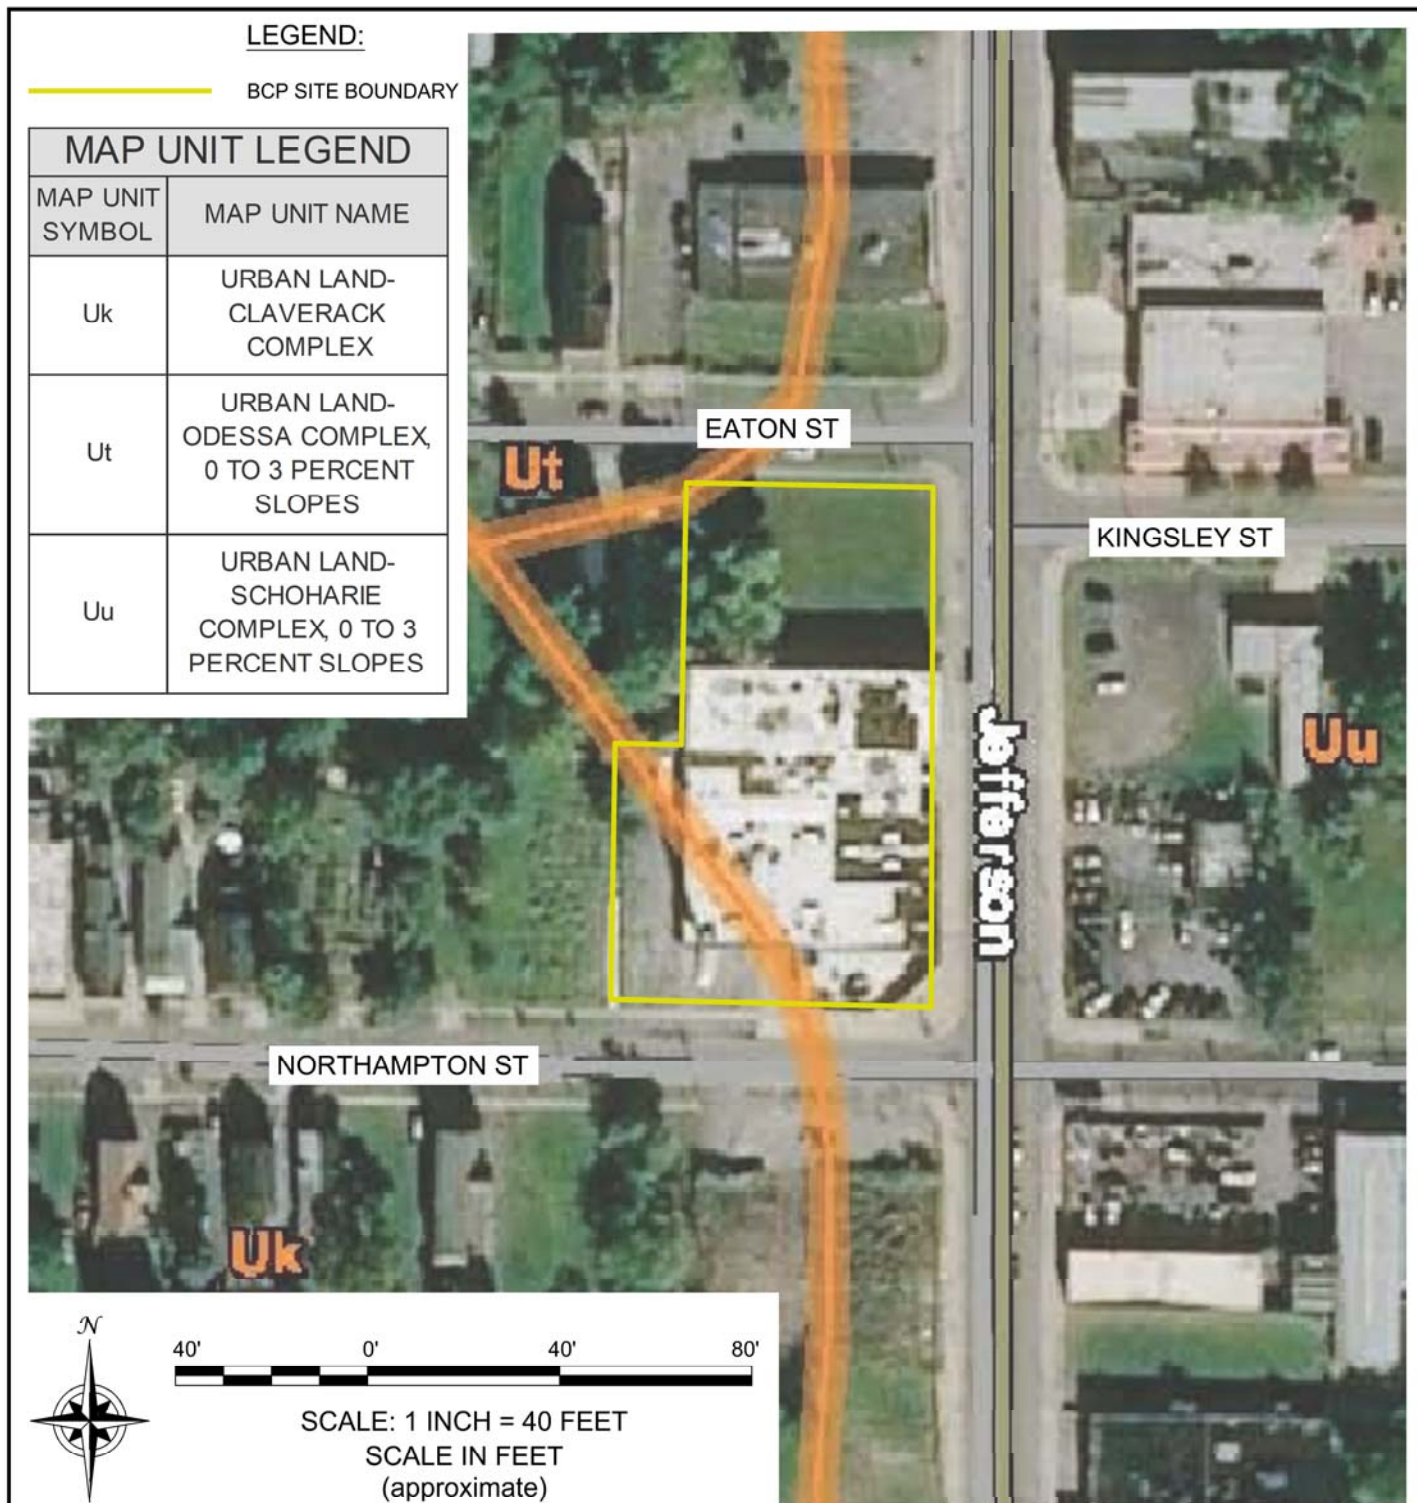 LEGEND:
BCP SITE BOUNDARY
MAP UNIT LEGEND
MAP UNIT
SYMBOL
MAP UNIT NAME
Uk
URBAN LAND-
CLAVERACK
COMPLEX
Ut
URBAN LAND-
ODESSA COMPLEX,
0 TO 3 PERCENT
SLOPES
Uu
URBAN LAND-
SCHOHARIE
COMPLEX, 0 TO 3
PERCENT SLOPES
EATON ST
Ut
KINGSLEY ST
Uu
Jefferson
NORTHAMPTON ST
Uk
N
40'
0'
40'
80'
SCALE: 1 INCH = 40 FEET
SCALE IN FEET
(approximate)